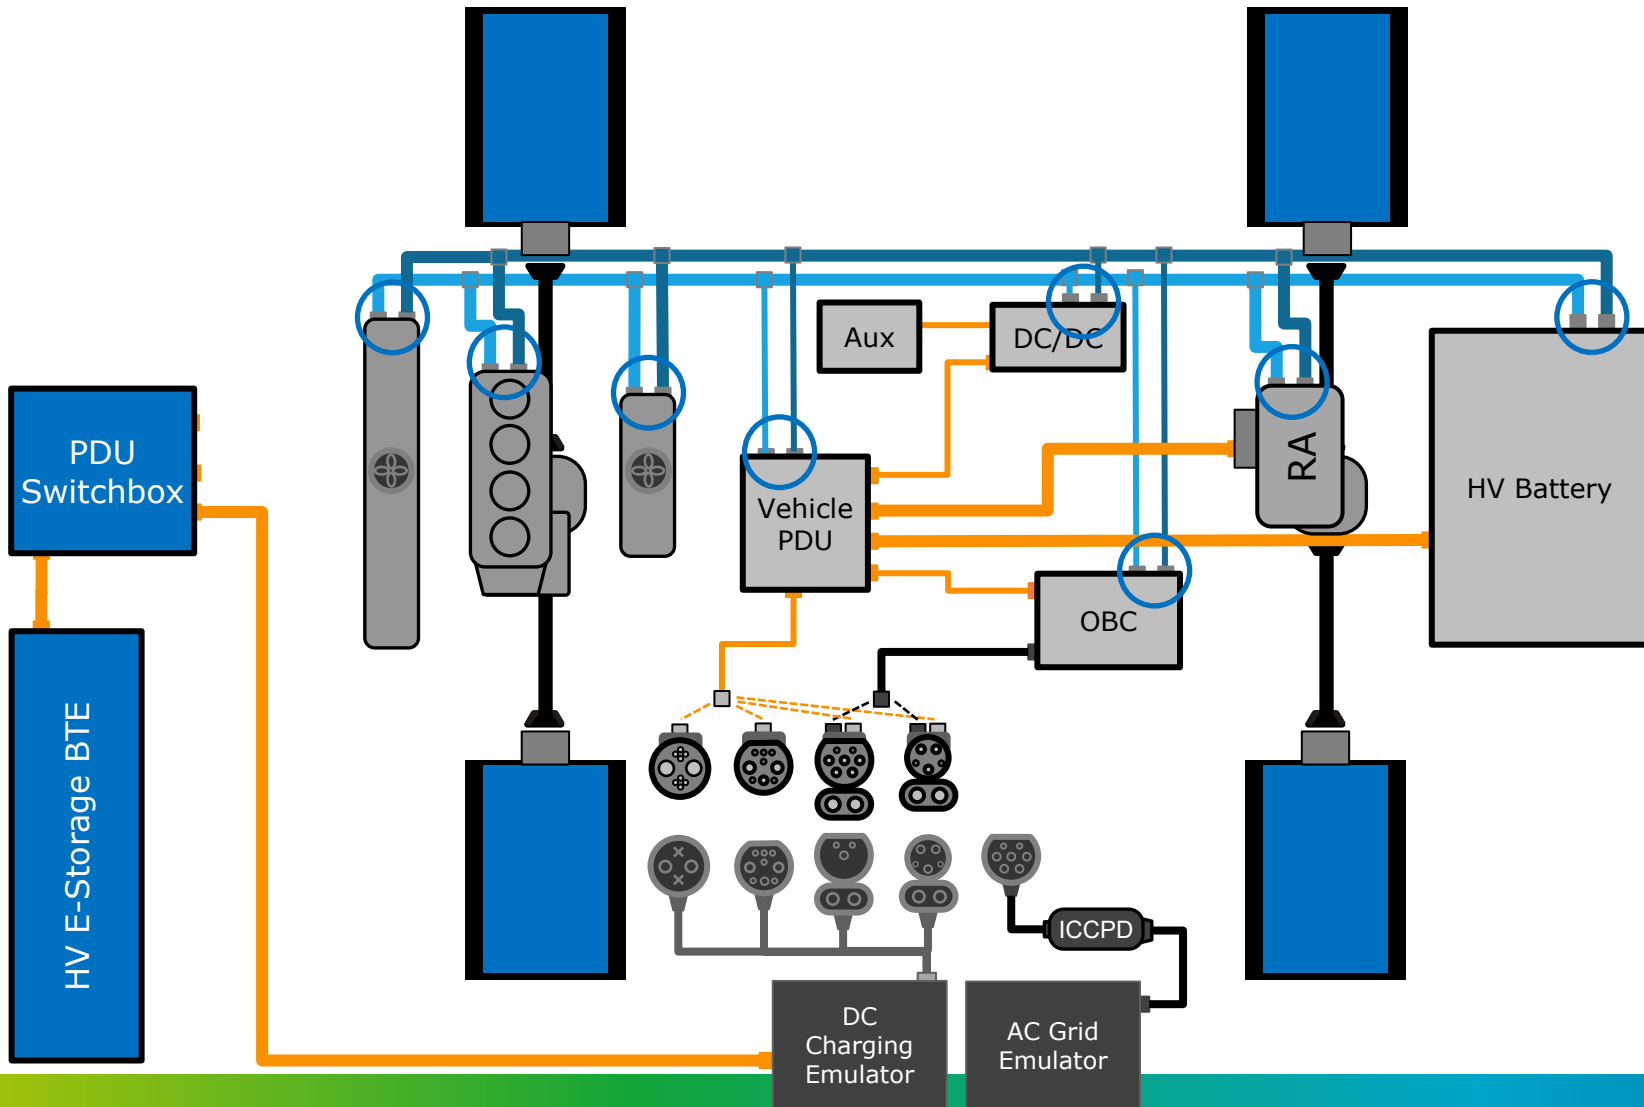 Aux
DC/DC
PDU
Switchbox
RA
HV Battery
Vehicle
PDU
OBC
HV E-Storage BTE
ICCPD
DC
Charging
Emulator
AC Grid
Emulator